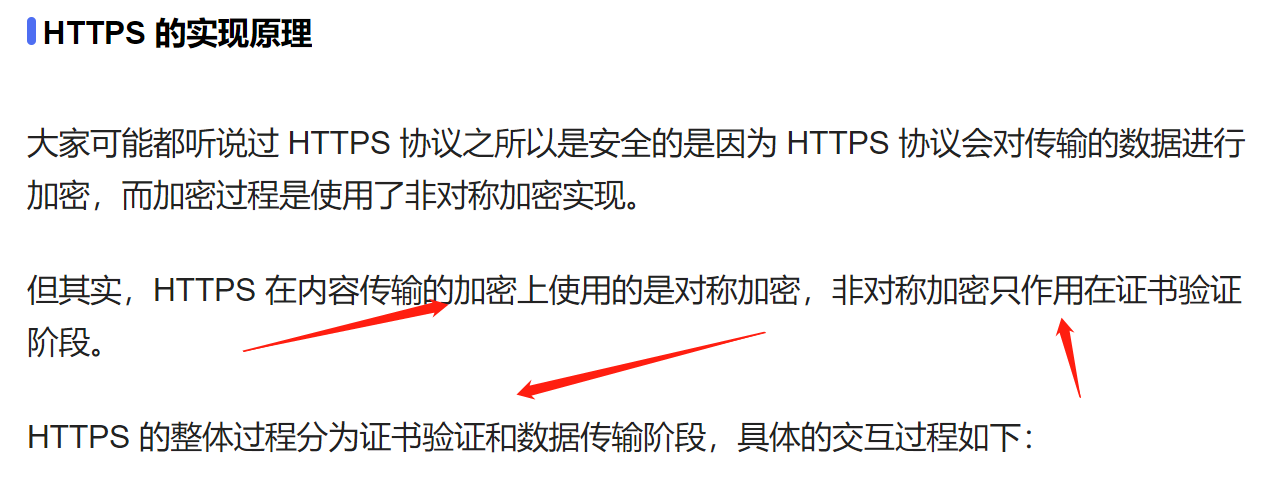 HTTPS 的实现原理
大家可能都听说过 HTTPS 协议之所以是安全的是因为 HTTPS 协议会对传输的数据进行
加密，而加密过程是使用了非对称加密实现。
但其实，HTTPS 在内容传输的加密上使用的是对称加密，非对称加密只作用在证书验证
阶段。
HTTPS 的整体过程分为证书验证和数据传输阶段，具体的交互过程如下：